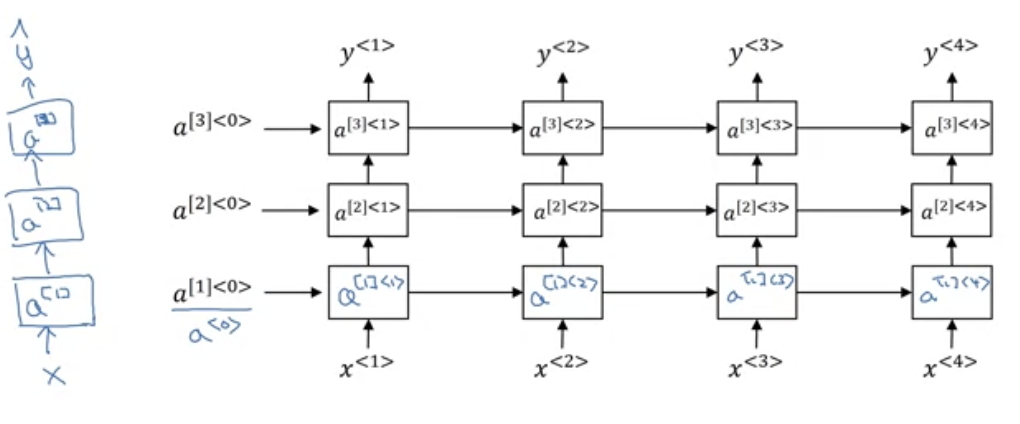 ŷ
a^[3]
a^[2]
a^[1]
x
y^<1> y^<2> y^<3> y^<4>
a^[3]<0> a^[3]<1> a^[3]<2> a^[3]<3> a^[3]<4>
a^[2]<0> a^[2]<1> a^[2]<2> a^[2]<3> a^[2]<4>
a^[1]<0> a^[1]<1> a^[1]<2> a^[1]<3> a^[1]<4>
a^<0>
x^<1> x^<2> x^<3> x^<4>